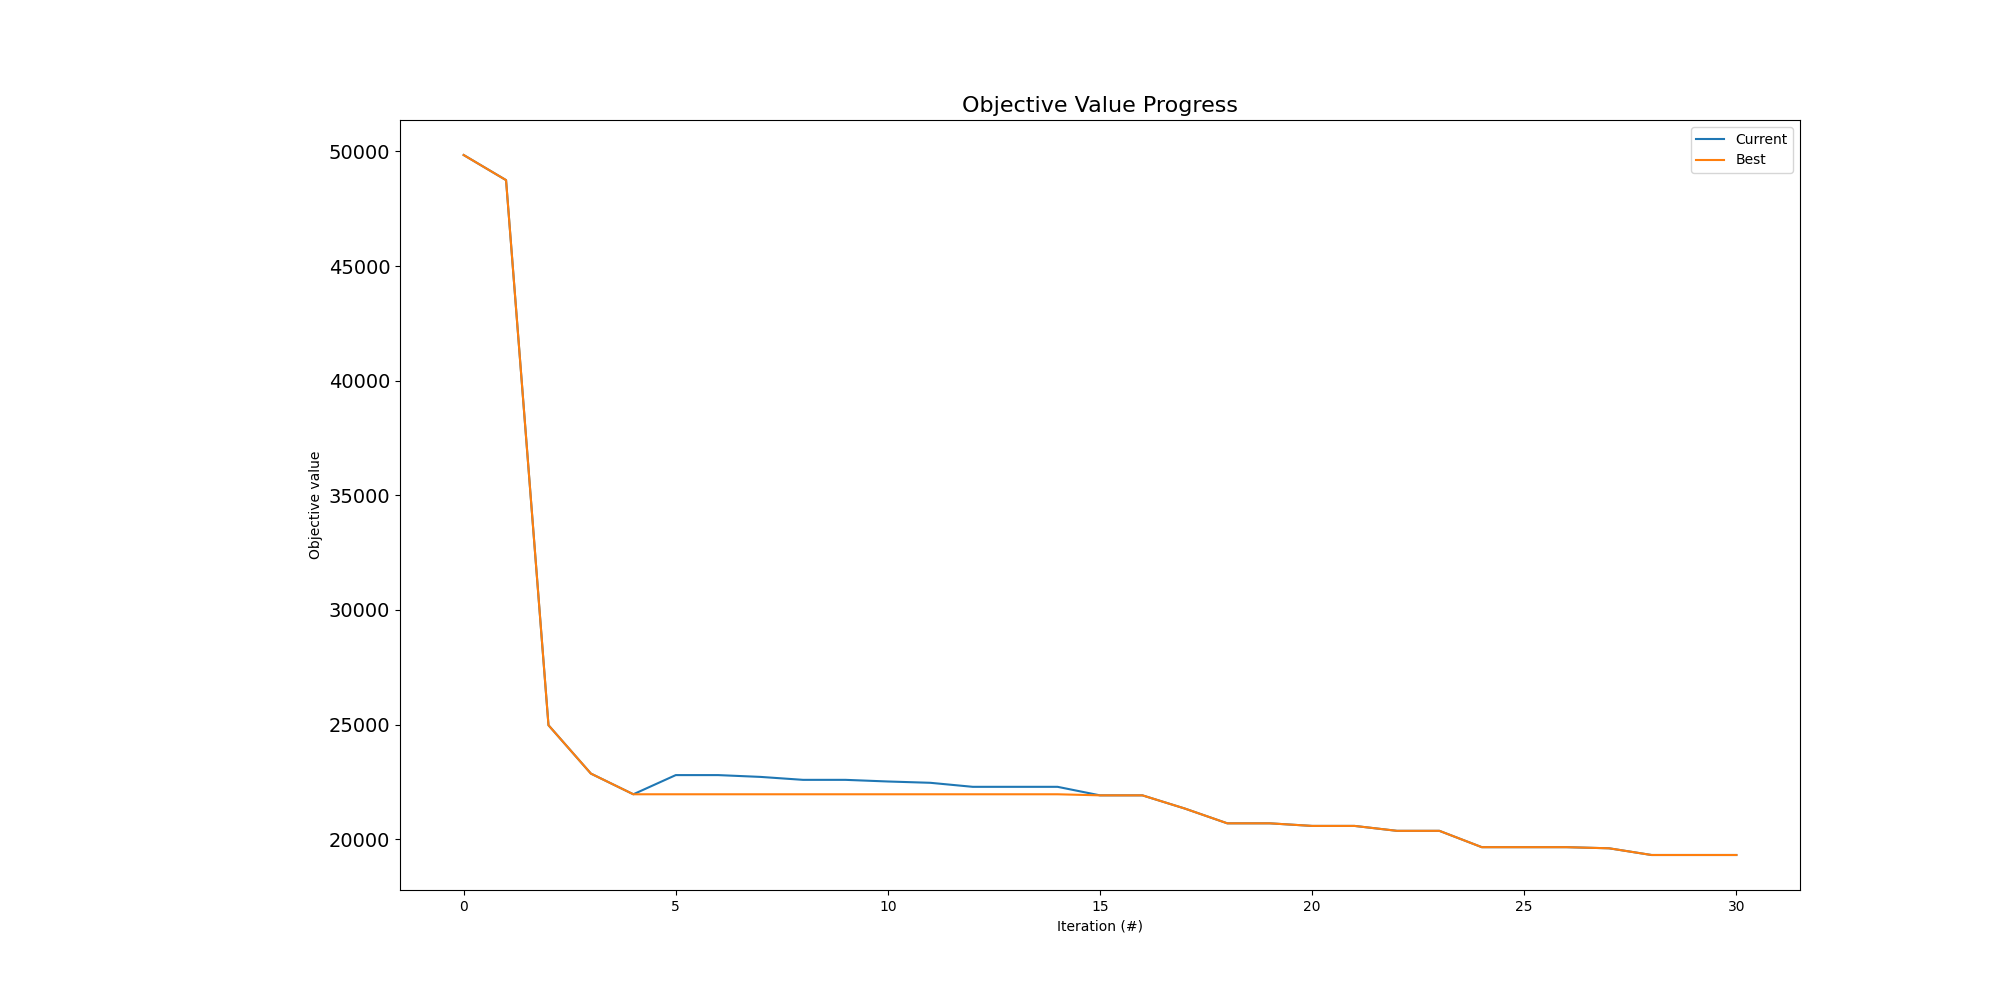 Objective Value Progress
Current
Best
50000
45000
40000
35000
30000
25000
20000
Objective value
0 5 10 15 20 25 30
Iteration (#)